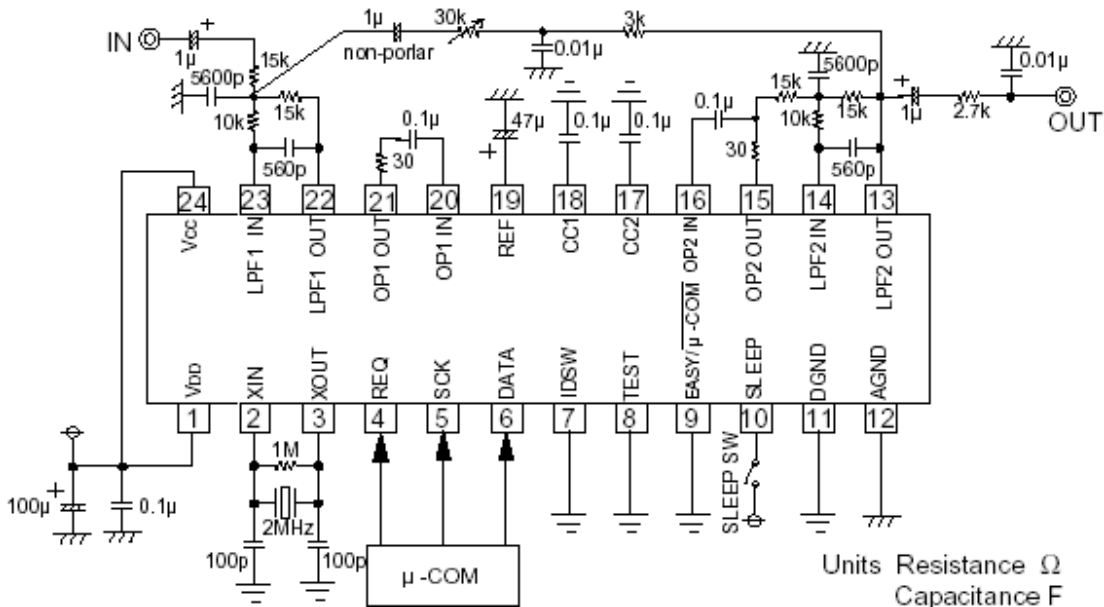 1µ 30k 3k
IN + non-porlar 0.01µ 5600p 0.01µ
1µ 15k
5600p 15k +
15k 0.1µ 15k OUT
10k 0.1µ 47µ 0.1µ 0.1µ 10k 1µ 2.7k
560p 30 + 30 560p
24 23 22 21 20 19 18 17 16 15 14 13
Vcc LPF1 IN LPF1 OUT OP1 OUT OP1 IN REF CC1 CC2 OP2 IN OP2 OUT LPF2 IN LPF2 OUT
VDD XIN XOUT REQ SCK DATA IDSW TEST EASY/µ-COM SLEEP DGND AGND
1 2 3 4 5 6 7 8 9 10 11 12
1M
+ SLEEP SW
100µ 0.1µ 2MHz
100p 100p µ-COM
Units Resistance Ω
Capacitance F